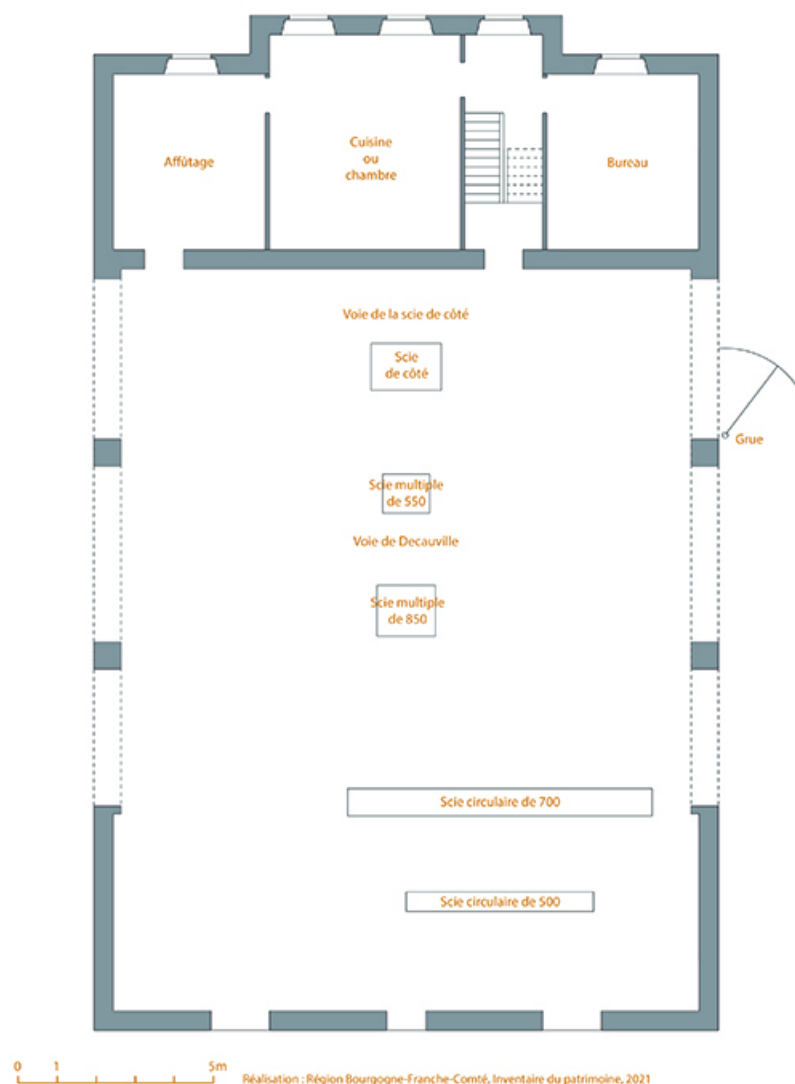 Affûtage
Cuisine
ou
chambre
Bureau
Voie de la scie de côté
Scie
de côté
Grue
Scie multiple
de 550
Voie de Decauville
Scie multiple
de 850
Scie circulaire de 700
Scie circulaire de 500
0 1 5m
Réalisation : Région Bourgogne-Franche-Comté, Inventaire du patrimoine, 2021